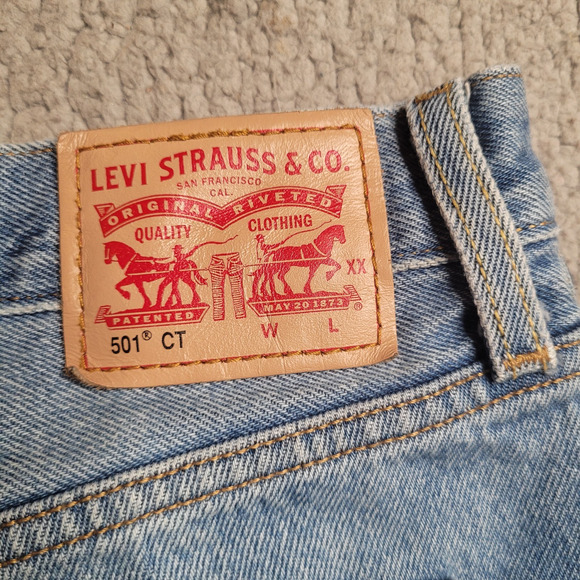 LEVI STRAUSS & CO.
SAN FRANCISCO
CAL.
ORIGINAL RIVETED
QUALITY CLOTHING
XX
PATENTED MAY 20 1873
501® CT W L